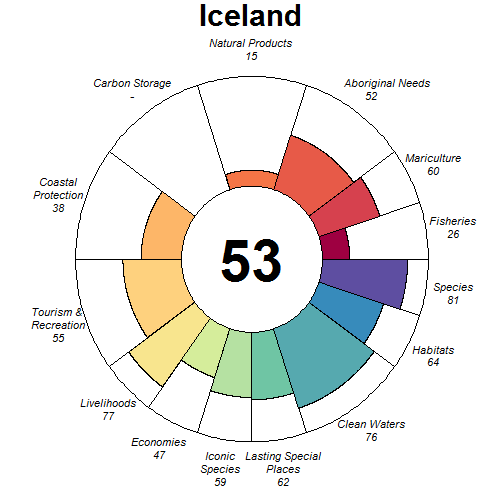 Iceland
Natural Products
15
Aboriginal Needs
52
Mariculture
60
Fisheries
26
Species
81
Habitats
64
Clean Waters
76
Lasting Special
Places
62
Iconic
Species
59
Economies
47
Livelihoods
77
Tourism &
Recreation
55
Coastal
Protection
38
Carbon Storage
-
53